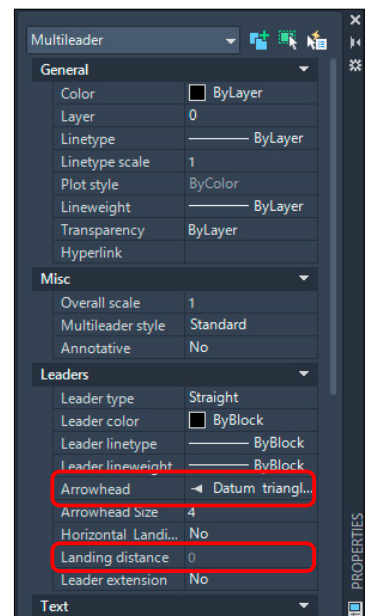 Multileader
General
Color ByLayer
Layer 0
Linetype ByLayer
Linetype scale 1
Plot style ByColor
Lineweight ByLayer
Transparency ByLayer
Hyperlink
Misc
Overall scale 1
Multileader style Standard
Annotative No
Leaders
Leader type Straight
Leader color ByBlock
Leader linetype ByBlock
Leader lineweight ByBlock
Arrowhead Datum triangl...
Arrowhead Size 4
Horizontal Landi... No
Landing distance 0
Leader extension No
Text
PROPERTIES